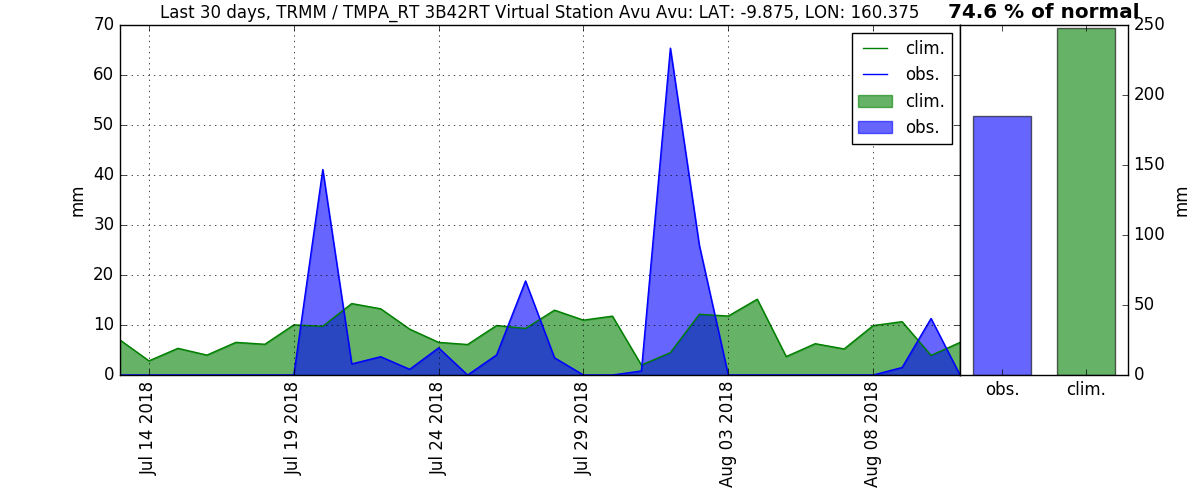 Last 30 days, TRMM / TMPA_RT 3B42RT Virtual Station Avu Avu: LAT: -9.875, LON: 160.375
74.6 % of normal
70
60
50
40
30
20
10
0
mm
clim.
obs.
clim.
obs.
Jul 14 2018
Jul 19 2018
Jul 24 2018
Jul 29 2018
Aug 03 2018
Aug 08 2018
250
200
150
100
50
0
mm
obs.
clim.